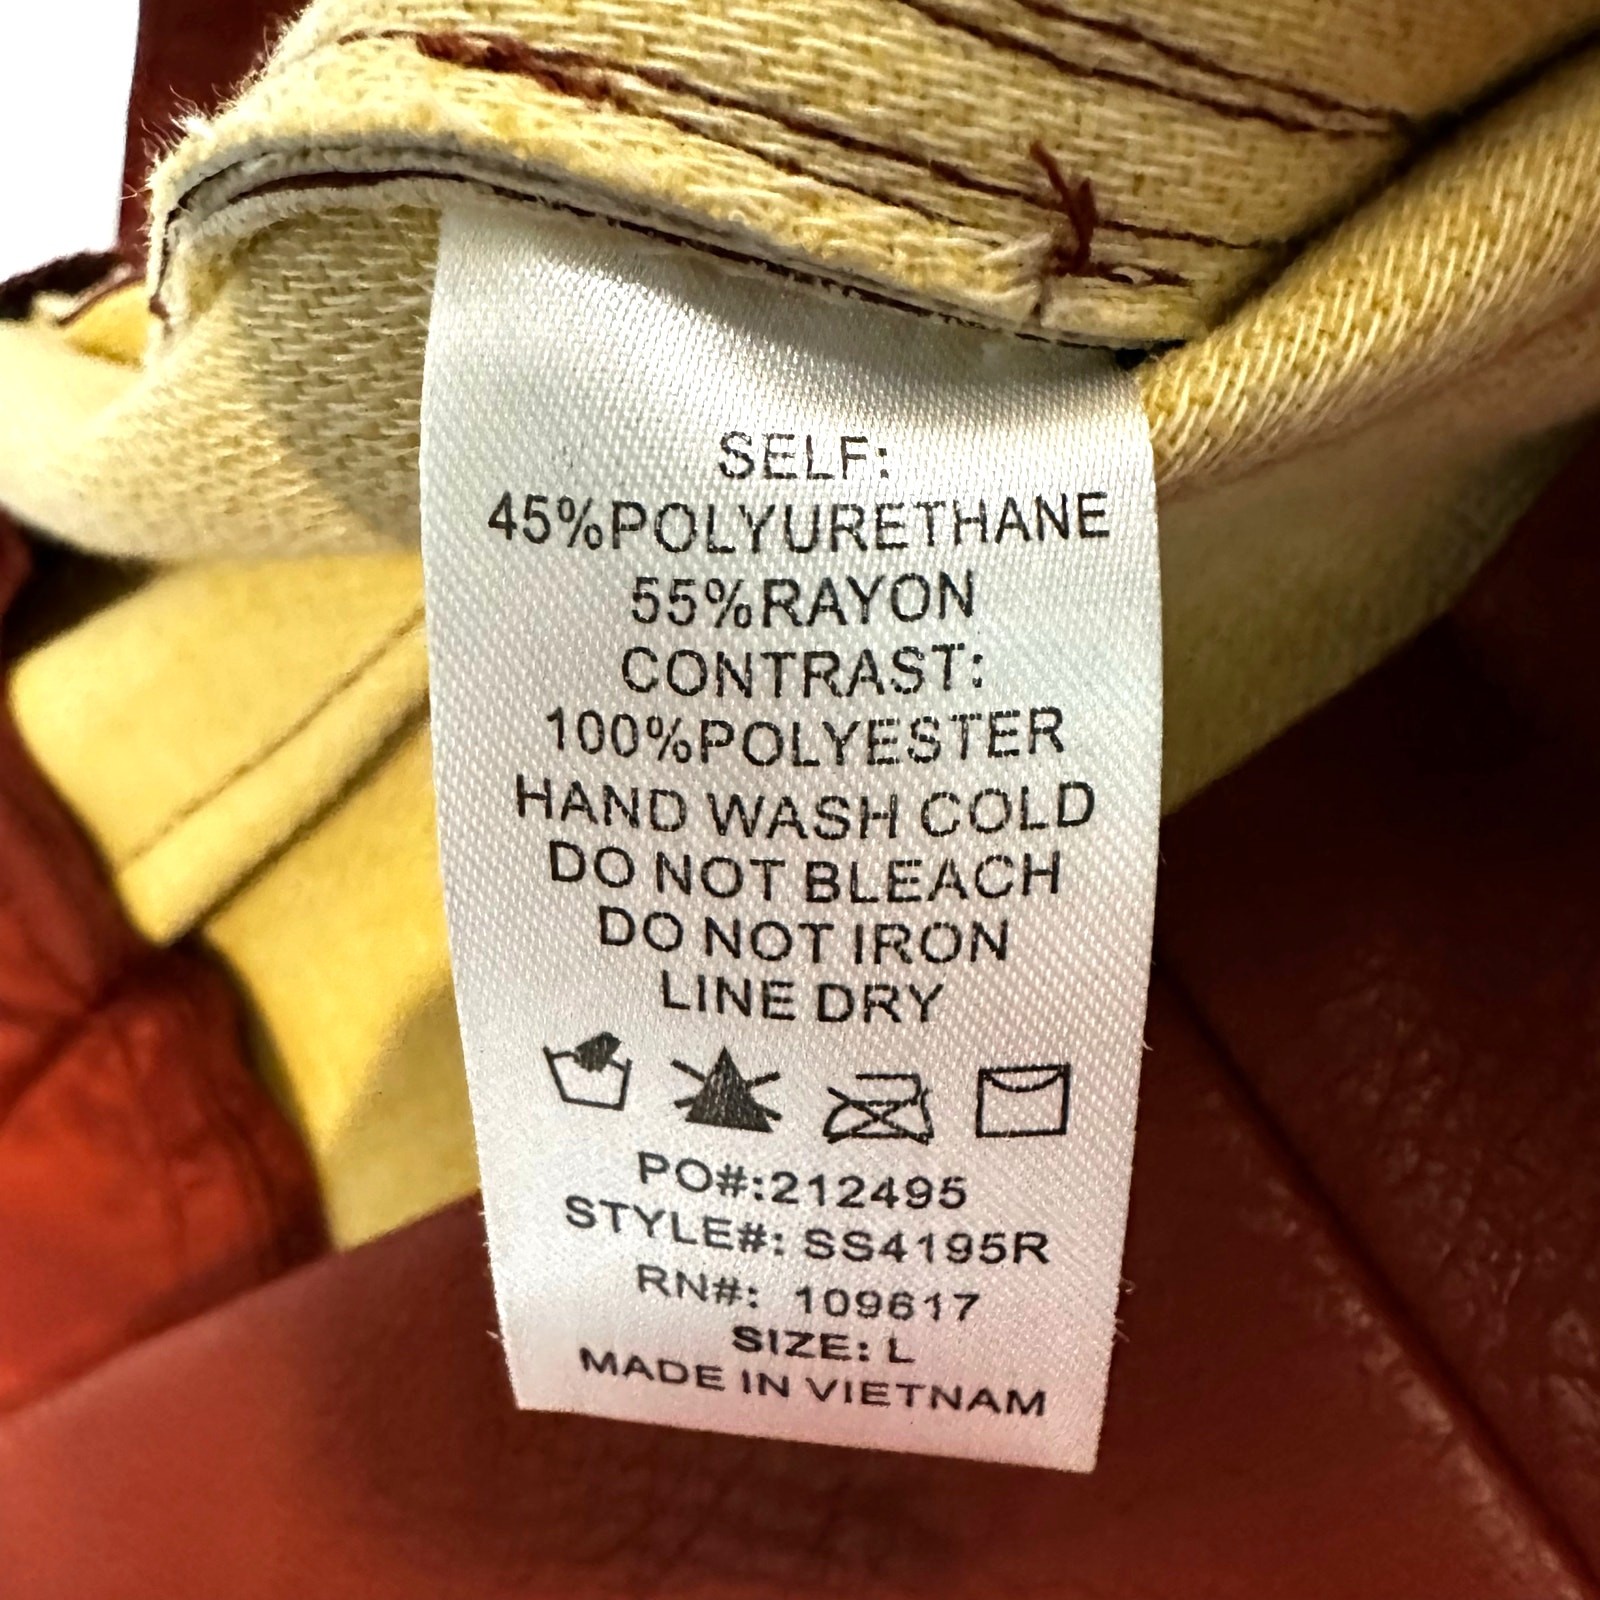 SELF:
45%POLYURETHANE
55%RAYON
CONTRAST:
100%POLYESTER
HAND WASH COLD
DO NOT BLEACH
DO NOT IRON
LINE DRY
PO#:212495
STYLE#: SS4195R
RN#: 109617
SIZE: L
MADE IN VIETNAM